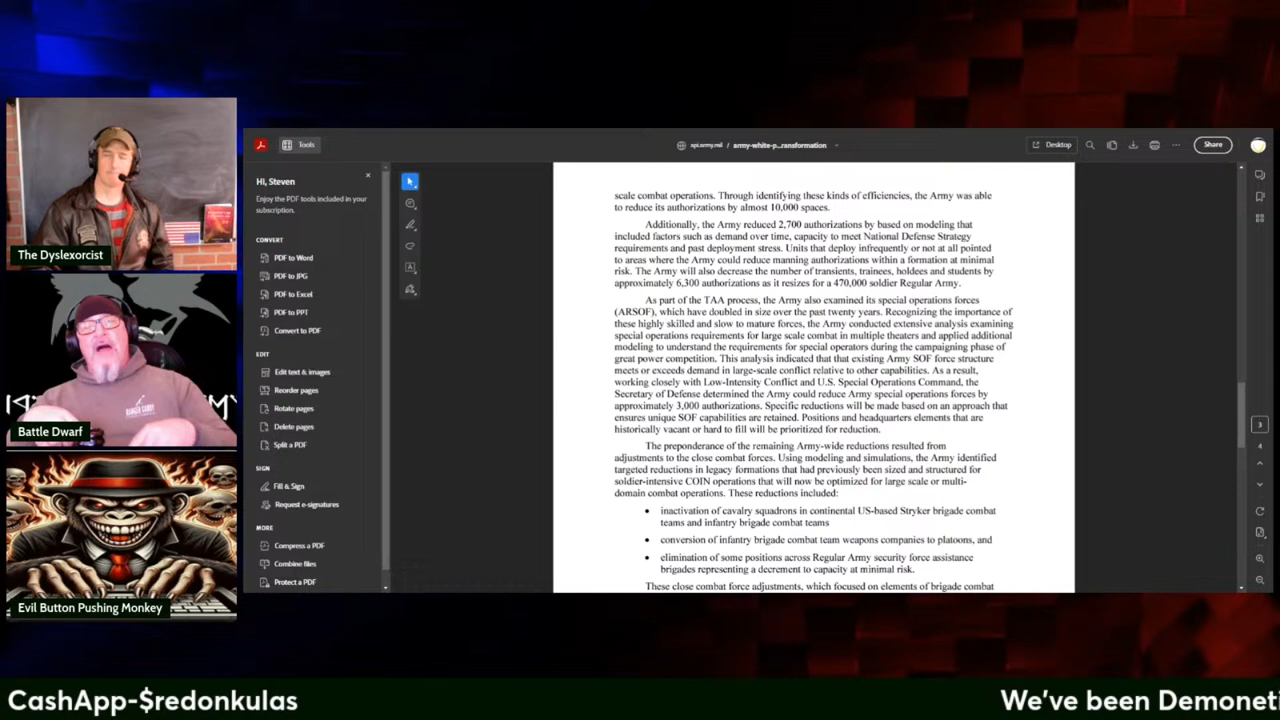 The Dyslexorcist
Battle Dwarf
Evil Button Pushing Monkey
Tools
api.army.mil / army-white-p...ransformation
Desktop
Share
Hi, Steven
Enjoy the PDF tools included in your
subscription.
CONVERT
PDF to Word
PDF to JPG
PDF to Excel
PDF to PPT
Convert to PDF
EDIT
Edit text & images
Reorder pages
Rotate pages
Delete pages
Split a PDF
SIGN
Fill & Sign
Request e-signatures
MORE
Compress a PDF
Combine files
Protect a PDF
scale combat operations. Through identifying these kinds of efficiencies, the Army was able
to reduce its authorizations by almost 10,000 spaces.
Additionally, the Army reduced 2,700 authorizations by based on modeling that
included factors such as demand over time, capacity to meet National Defense Strategy
requirements and past deployment stress. Units that deploy infrequently or not at all pointed
to areas where the Army could reduce manning authorizations within a formation at minimal
risk. The Army will also decrease the number of transients, trainees, holdees and students by
approximately 6,300 authorizations as it resizes for a 470,000 soldier Regular Army.
As part of the TAA process, the Army also examined its special operations forces
(ARSOF), which have doubled in size over the past twenty years. Recognizing the importance of
these highly skilled and slow to mature forces, the Army conducted extensive analysis examining
special operations requirements for large scale combat in multiple theaters and applied additional
modeling to understand the requirements for special operators during the campaigning phase of
great power competition. This analysis indicated that that existing Army SOF force structure
meets or exceeds demand in large-scale conflict relative to other capabilities. As a result,
working closely with Low-Intensity Conflict and U.S. Special Operations Command, the
Secretary of Defense determined the Army could reduce Army special operations forces by
approximately 3,000 authorizations. Specific reductions will be made based on an approach that
ensures unique SOF capabilities are retained. Positions and headquarters elements that are
historically vacant or hard to fill will be prioritized for reduction.
The preponderance of the remaining Army-wide reductions resulted from
adjustments to the close combat forces. Using modeling and simulations, the Army identified
targeted reductions in legacy formations that had previously been sized and structured for
soldier-intensive COIN operations that will now be optimized for large scale or multi-
domain combat operations. These reductions included:
• inactivation of cavalry squadrons in continental US-based Stryker brigade combat
teams and infantry brigade combat teams
• conversion of infantry brigade combat team weapons companies to platoons, and
• elimination of some positions across Regular Army security force assistance
brigades representing a decrement to capacity at minimal risk.
These close combat force adjustments, which focused on elements of brigade combat
3
4
CashApp-$redonkulas
We've been Demoneti